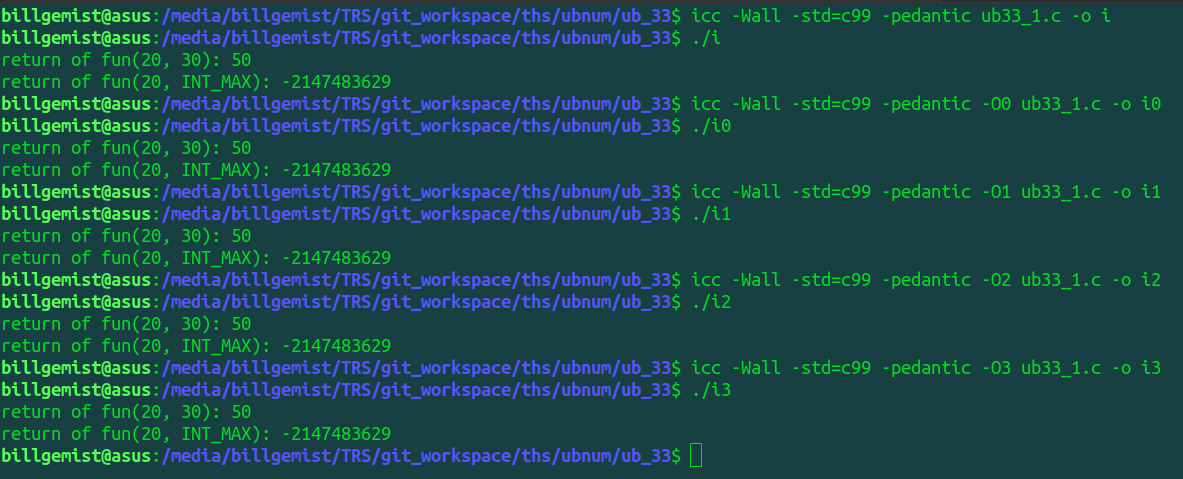 billgemist@asus:/media/billgemist/TRS/git_workspace/ths/ubnum/ub_33$ icc -Wall -std=c99 -pedantic ub33_1.c -o i
billgemist@asus:/media/billgemist/TRS/git_workspace/ths/ubnum/ub_33$ ./i
return of fun(20, 30): 50
return of fun(20, INT_MAX): -2147483629
billgemist@asus:/media/billgemist/TRS/git_workspace/ths/ubnum/ub_33$ icc -Wall -std=c99 -pedantic -O0 ub33_1.c -o i0
billgemist@asus:/media/billgemist/TRS/git_workspace/ths/ubnum/ub_33$ ./i0
return of fun(20, 30): 50
return of fun(20, INT_MAX): -2147483629
billgemist@asus:/media/billgemist/TRS/git_workspace/ths/ubnum/ub_33$ icc -Wall -std=c99 -pedantic -O1 ub33_1.c -o i1
billgemist@asus:/media/billgemist/TRS/git_workspace/ths/ubnum/ub_33$ ./i1
return of fun(20, 30): 50
return of fun(20, INT_MAX): -2147483629
billgemist@asus:/media/billgemist/TRS/git_workspace/ths/ubnum/ub_33$ icc -Wall -std=c99 -pedantic -O2 ub33_1.c -o i2
billgemist@asus:/media/billgemist/TRS/git_workspace/ths/ubnum/ub_33$ ./i2
return of fun(20, 30): 50
return of fun(20, INT_MAX): -2147483629
billgemist@asus:/media/billgemist/TRS/git_workspace/ths/ubnum/ub_33$ icc -Wall -std=c99 -pedantic -O3 ub33_1.c -o i3
billgemist@asus:/media/billgemist/TRS/git_workspace/ths/ubnum/ub_33$ ./i3
return of fun(20, 30): 50
return of fun(20, INT_MAX): -2147483629
billgemist@asus:/media/billgemist/TRS/git_workspace/ths/ubnum/ub_33$